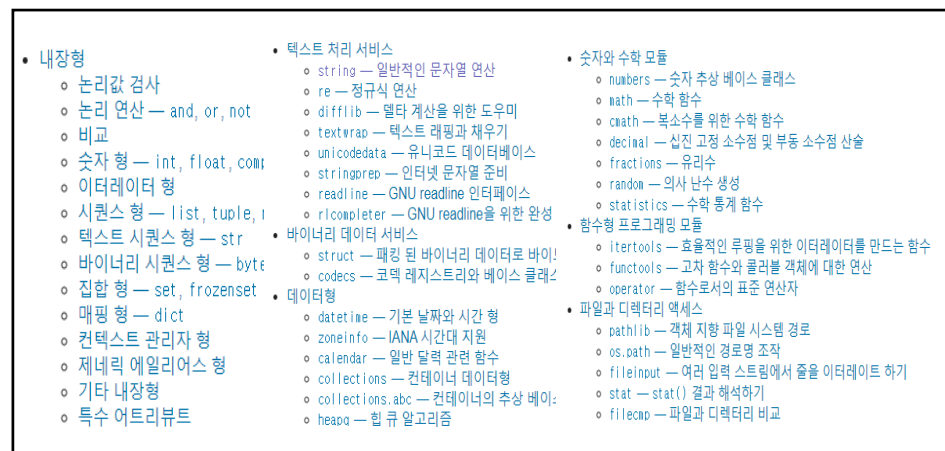 내장형
논리값 검사
논리 연산 — and, or, not
비교
숫자 형 — int, float, comp
이터레이터 형
시퀀스 형 — list, tuple,
텍스트 시퀀스 형 — str
바이너리 시퀀스 형 — byte
집합 형 — set, frozenset
매핑 형 — dict
컨텍스트 관리자 형
제네릭 에일리어스 형
기타 내장형
특수 어트리뷰트
텍스트 처리 서비스
string — 일반적인 문자열 연산
re — 정규식 연산
difflib — 델타 계산을 위한 도우미
textwrap — 텍스트 래핑과 채우기
unicodedata — 유니코드 데이터베이스
stringprep — 인터넷 문자열 준비
readline — GNU readline 인터페이스
rlcompleter — GNU readline을 위한 완성
바이너리 데이터 서비스
struct — 패킹 된 바이너리 데이터로 바이
codecs — 코덱 레지스트리와 베이스 클래
데이터형
datetime — 기본 날짜와 시간 형
zoneinfo — IANA 시간대 지원
calendar — 일반 달력 관련 함수
collections — 컨테이너 데이터형
collections.abc — 컨테이너의 추상 베이
heapq — 힙 큐 알고리즘
숫자와 수학 모듈
numbers — 숫자 추상 베이스 클래스
math — 수학 함수
cmath — 복소수를 위한 수학 함수
decimal — 십진 고정 소수점 및 부동 소수점 산술
fractions — 유리수
random — 의사 난수 생성
statistics — 수학 통계 함수
함수형 프로그래밍 모듈
itertools — 효율적인 루핑을 위한 이터레이터를 만드는 함수
functools — 고차 함수와 콜러블 객체에 대한 연산
operator — 함수로서의 표준 연산자
파일과 디렉터리 액세스
pathlib — 객체 지향 파일 시스템 경로
os.path — 일반적인 경로명 조작
fileinput — 여러 입력 스트림에서 줄을 이터레이트 하기
stat — stat() 결과 해석하기
filecmp — 파일과 디렉터리 비교